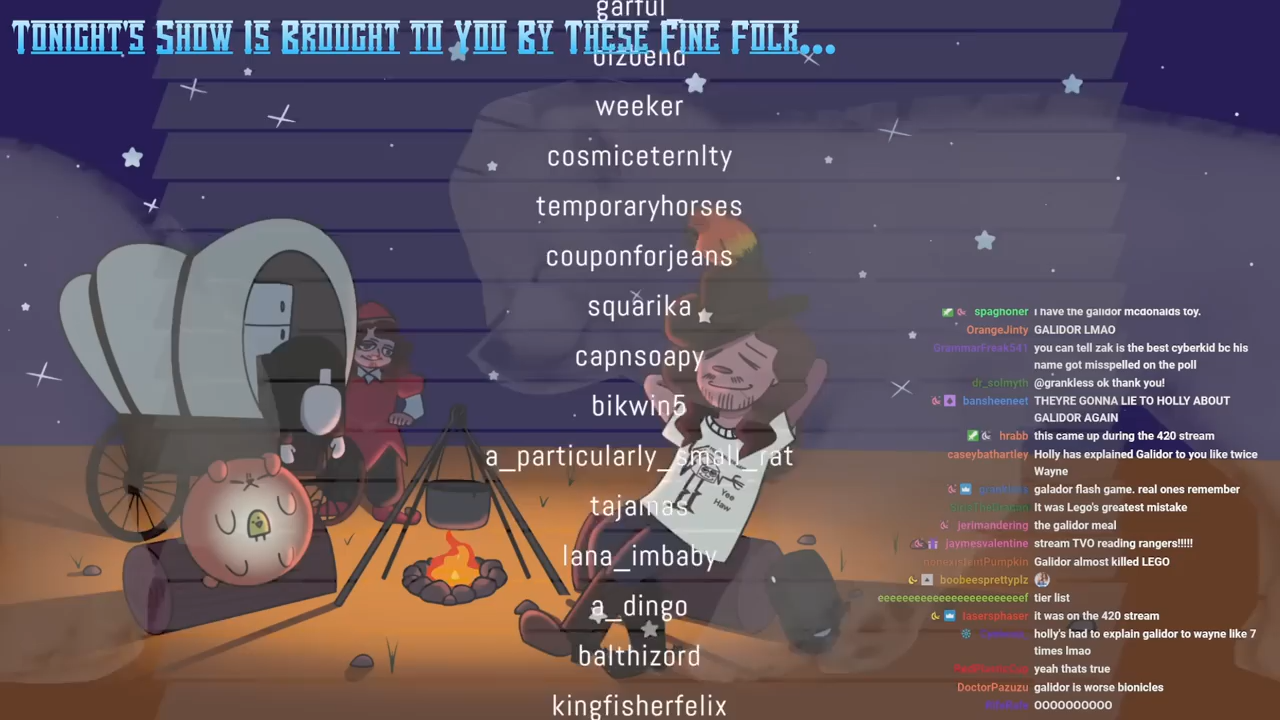 garful_
TONIGHT'S SHOW IS BROUGHT TO YOU BY THESE FINE FOLK...
weeker
cosmiceternlty
temporaryhorses
couponforjeans
squarika
capnsoapy
bikwin5
a_particularly_small_rat
tajamas
lana_imbaby
a_dingo
balthizord
kingfisherfelix
Yee
Haw
spagnoner i have the galidor mcdonalds toy.
OrangeJinty GALIDOR LMAO
GrammarFreak541 you can tell zak is the best cyberkid bc his
name got misspelled on the poll
dr_solmyth @grankless ok thank you!
bansheeneet THEYRE GONNA LIE TO HOLLY ABOUT
GALIDOR AGAIN
hrabb this came up during the 420 stream
caseybathartley Holly has explained Galidor to you like twice
Wayne
galador flash game. real ones remember
It was Lego's greatest mistake
jerimandering the galidor meal
jaymesvalentine stream TVO reading rangers!!!!!
nonexistentPumpkin Galidor almost killed LEGO
boobeesprettyplz
tier list
tasersphaser it was on the 420 stream
holly's had to explain galidor to wayne like 7
times lmao
yeah thats true
DoctorPazuzu galidor is worse bionicles
OOOOOOOOOO